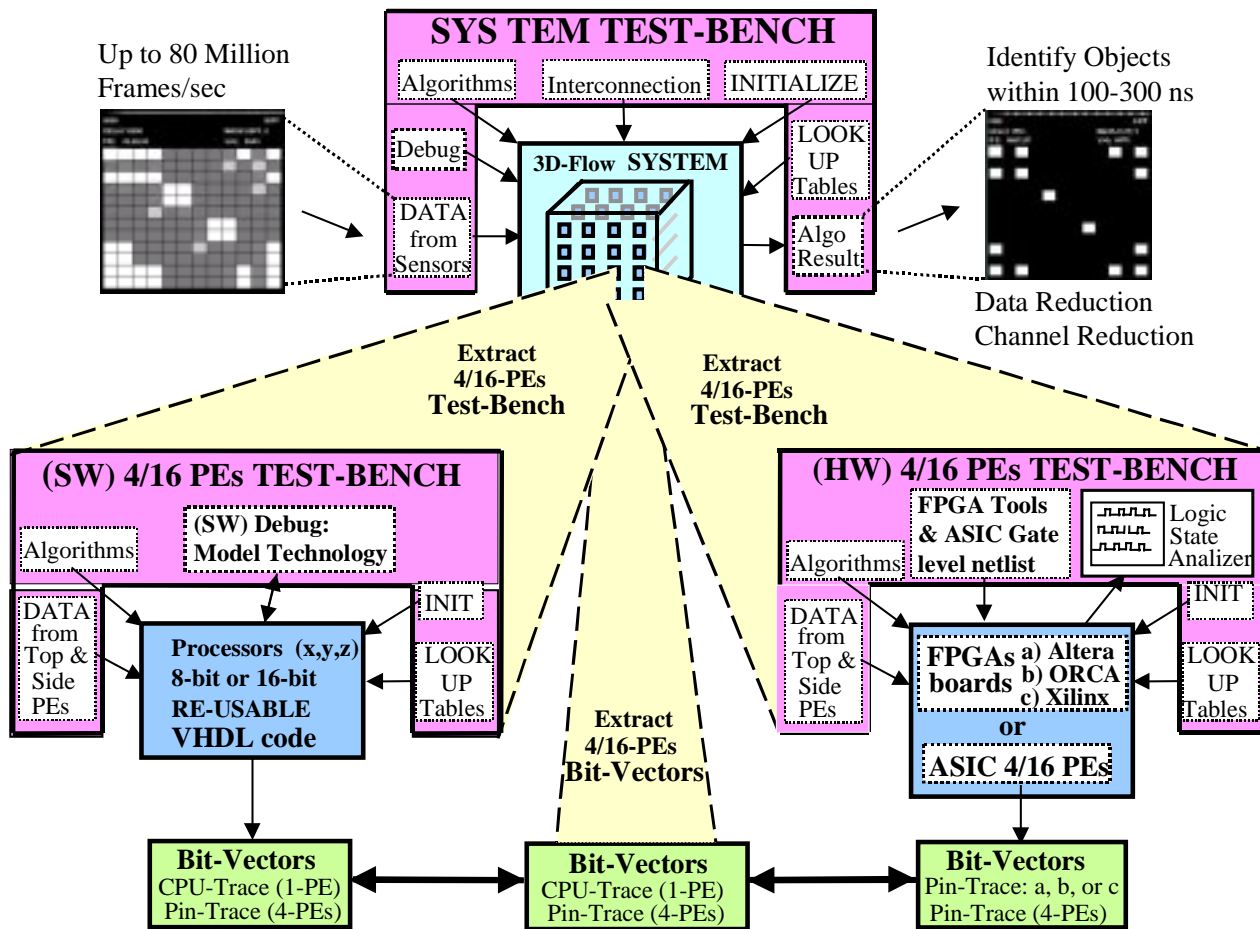 SYS TEM TEST-BENCH
Up to 80 Million
Frames/sec
Algorithms
Interconnection
INITIALIZE
Identify Objects
within 100-300 ns
Debug
3D-Flow SYSTEM
LOOK
UP
Tables
DATA
from
Sensors
Algo
Result
Data Reduction
Channel Reduction
Extract
4/16-PEs
Test-Bench
Extract
4/16-PEs
Test-Bench
(SW) 4/16 PEs TEST-BENCH
(SW) Debug:
Model Technology
Algorithms
INIT
DATA
from
Top &
Side
PEs
Processors (x,y,z)
8-bit or 16-bit
RE-USABLE
VHDL code
LOOK
UP
Tables
Extract
4/16-PEs
Bit-Vectors
(HW) 4/16 PEs TEST-BENCH
FPGA Tools
& ASIC Gate
level netlist
Logic
State
Analizer
Algorithms
INIT
DATA
from
Top &
Side
PEs
FPGAs
boards
a) Altera
b) ORCA
c) Xilinx
or
ASIC 4/16 PEs
LOOK
UP
Tables
Bit-Vectors
CPU-Trace (1-PE)
Pin-Trace (4-PEs)
Bit-Vectors
CPU-Trace (1-PE)
Pin-Trace (4-PEs)
Bit-Vectors
Pin-Trace: a, b, or c
Pin-Trace (4-PEs)